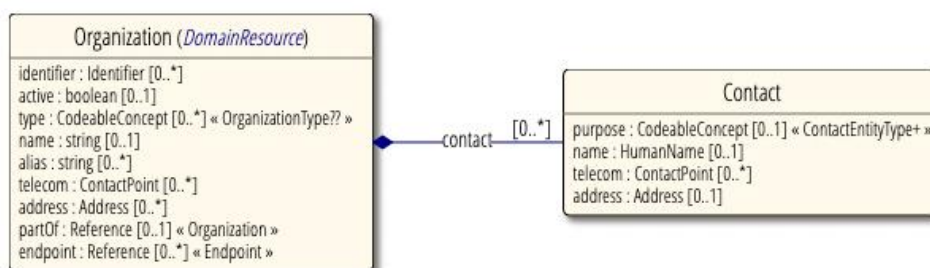 Organization (DomainResource)
identifier : Identifier [0..*]
active : boolean [0..1]
type : CodeableConcept [0..*] « OrganizationType?? »
name : string [0..1]
alias : string [0..*]
telecom : ContactPoint [0..*]
address : Address [0..*]
partOf : Reference [0..1] « Organization »
endpoint : Reference [0..*] « Endpoint »
contact [0..*]
Contact
purpose : CodeableConcept [0..1] « ContactEntityType+ »
name : HumanName [0..1]
telecom : ContactPoint [0..*]
address : Address [0..1]